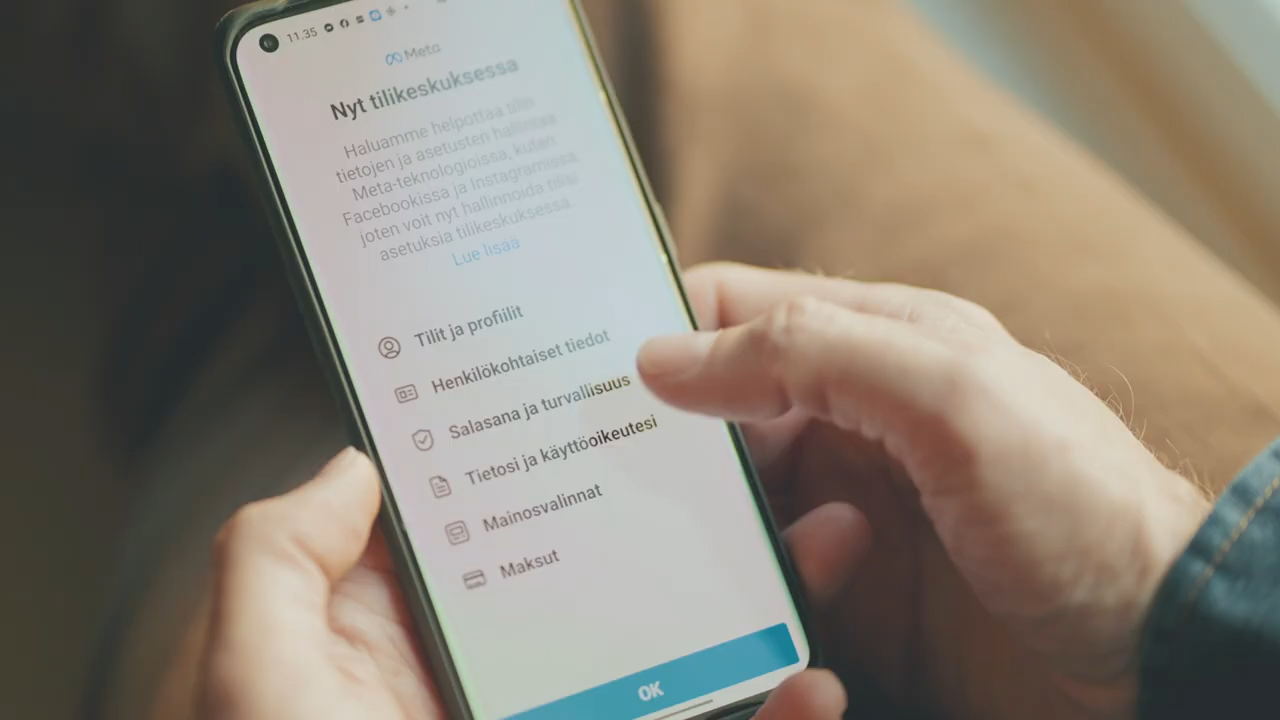 11.35
Meta
Nyt tilikeskuksessa
Haluamme helpottaa tilin
tietojen ja asetusten hallintaa
Meta-teknologioissa, kuten
Facebookissa ja Instagramissa,
joten voit nyt hallinnoida tiliesi
asetuksia tilikeskuksessa.
Lue lisää
Tilit ja profiilit
Henkilökohtaiset tiedot
Salasana ja turvallisuus
Tietosi ja käyttöoikeutesi
Mainosvalinnat
Maksut
OK